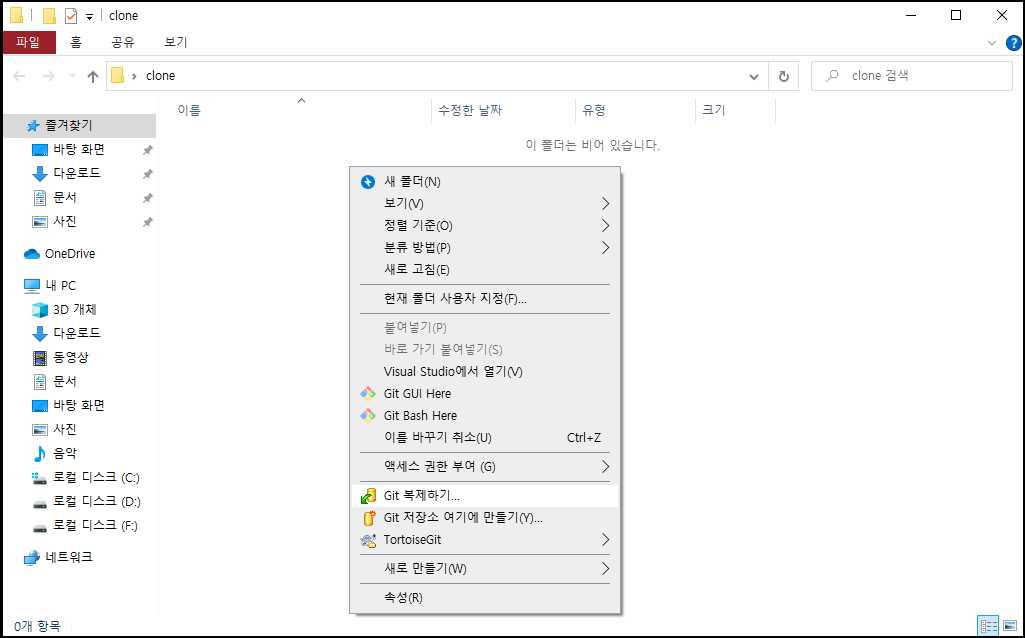 clone
파일 홈 공유 보기
clone
clone 검색
이름 수정한 날짜 유형 크기
이 폴더는 비어 있습니다.
즐겨찾기
바탕 화면
다운로드
문서
사진
OneDrive
내 PC
3D 개체
다운로드
동영상
문서
바탕 화면
사진
음악
로컬 디스크 (C:)
로컬 디스크 (D:)
로컬 디스크 (F:)
네트워크
새 폴더(N)
보기(V)
정렬 기준(O)
분류 방법(P)
새로 고침(E)
현재 폴더 사용자 지정(F)...
붙여넣기(P)
바로 가기 붙여넣기(S)
Visual Studio에서 열기(V)
Git GUI Here
Git Bash Here
이름 바꾸기 취소(U) Ctrl+Z
액세스 권한 부여 (G)
Git 복제하기...
Git 저장소 여기에 만들기(Y)...
TortoiseGit
새로 만들기(W)
속성(R)
0개 항목